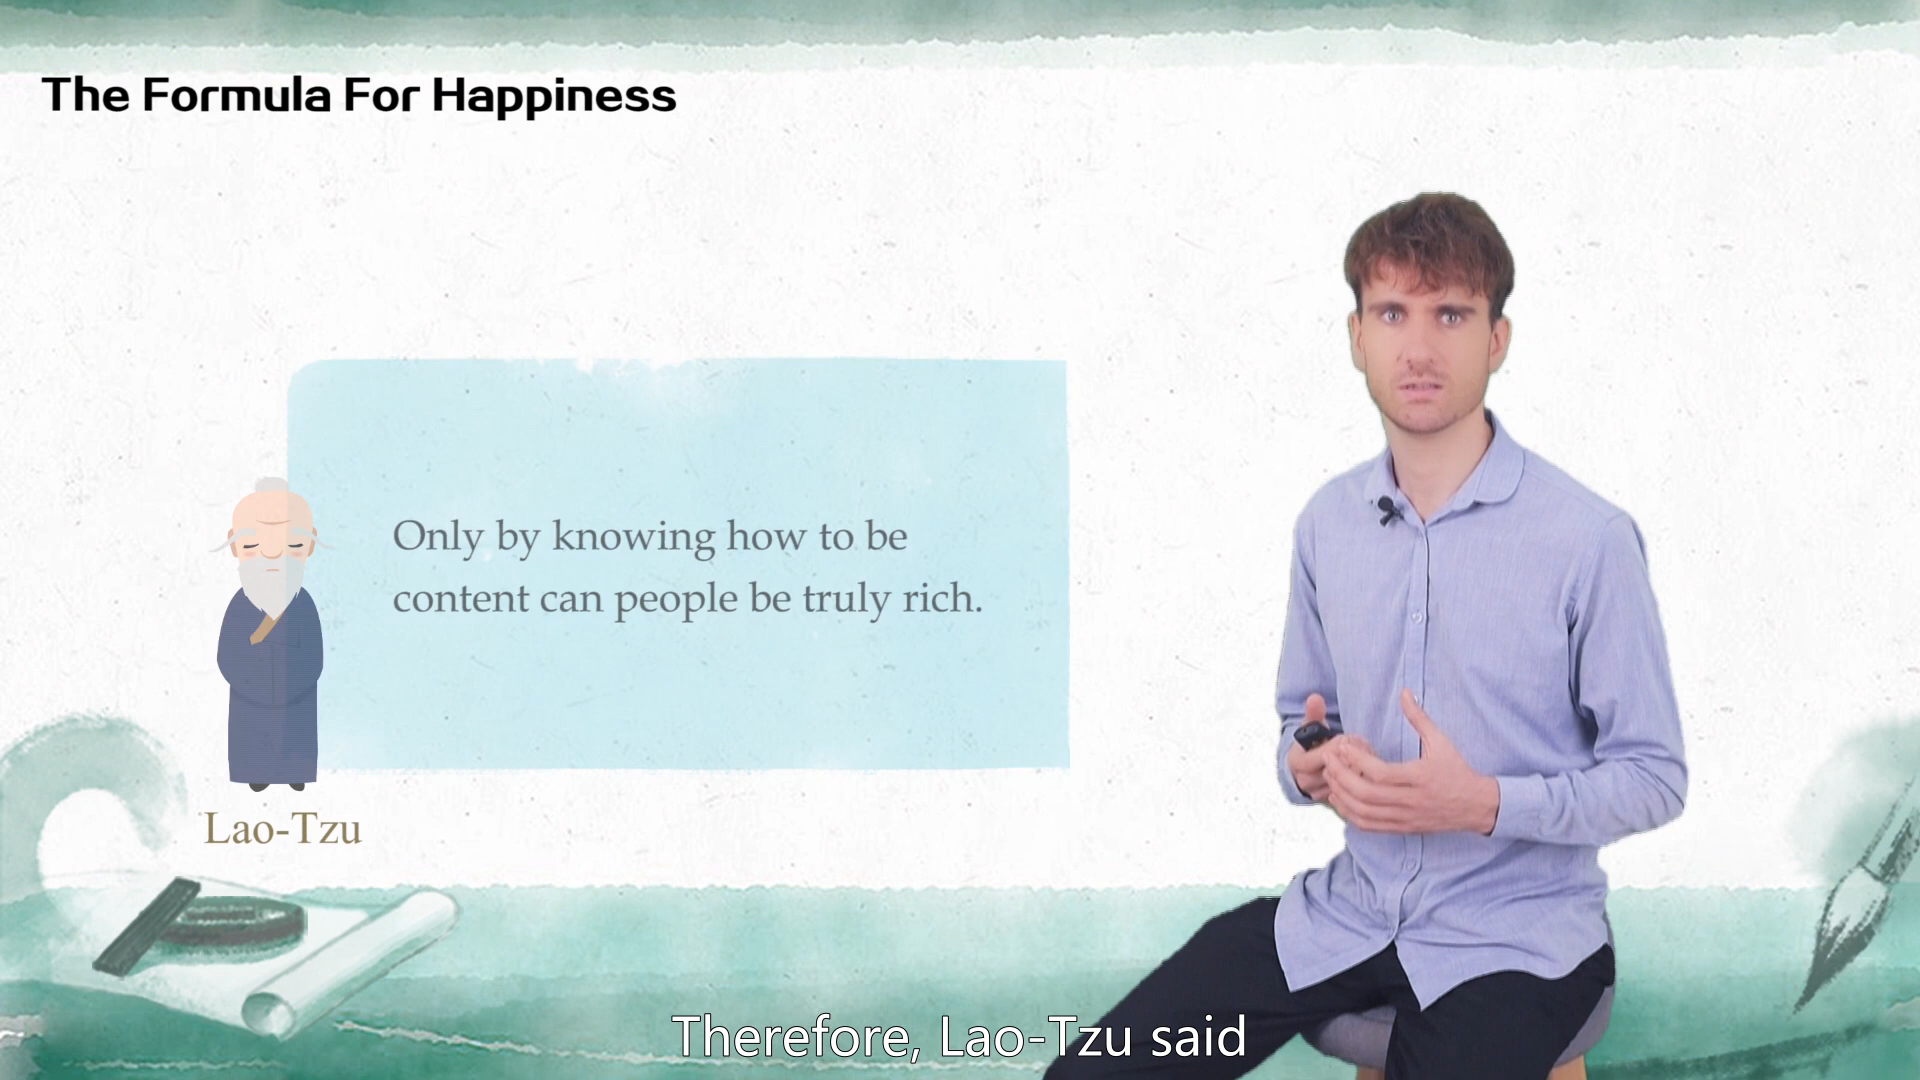 The Formula For Happiness
Only by knowing how to be
content can people be truly rich.
Lao-Tzu
Therefore, Lao-Tzu said